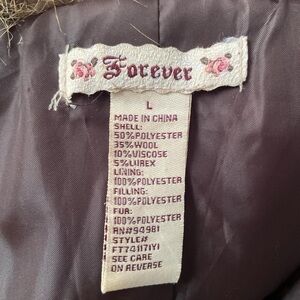 Forever
L
MADE IN CHINA
SHELL:
50%POLYESTER
35%WOOL
10%VISCOSE
5%LUREX
LINING:
100%POLYESTER
FILLING:
100%POLYESTER
FUR:
100%POLYESTER
RN#94981
STYLE#
FT74117IYI
SEE CARE
ON REVERSE